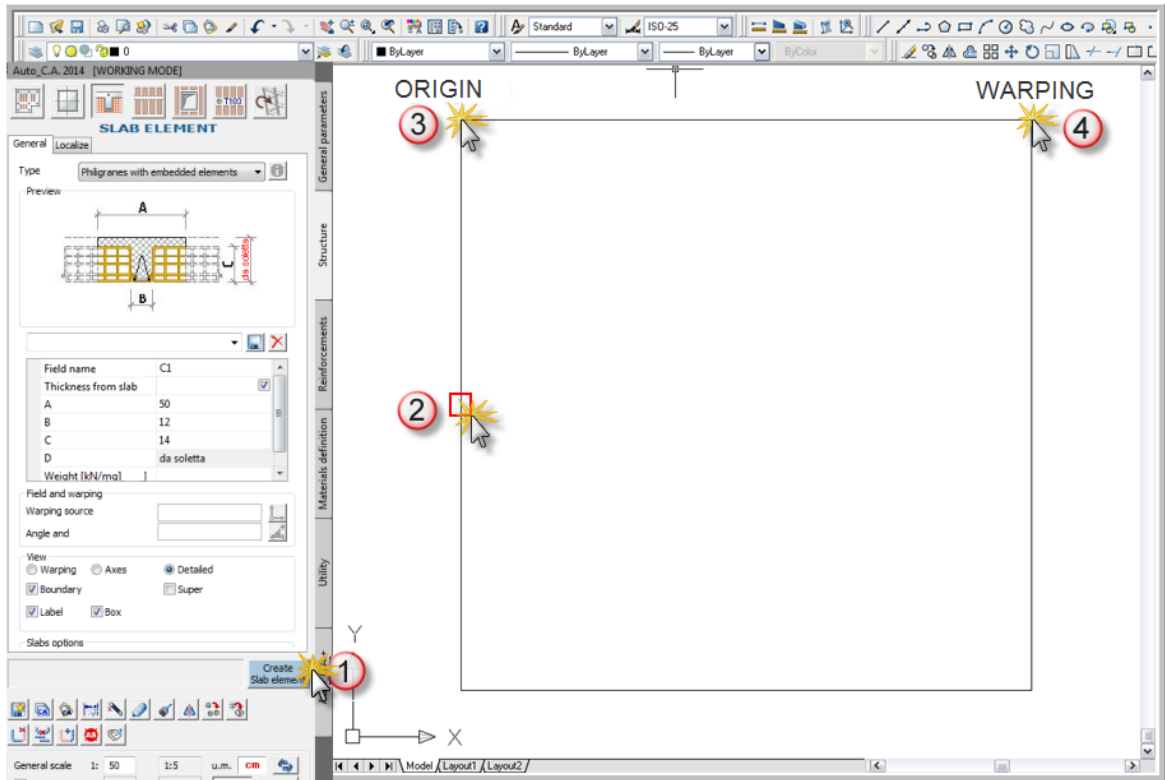 Standard
ISO-25
0
ByLayer
ByLayer
ByLayer
ByColor
Auto_C.A. 2014 [WORKING MODE]
T103
SLAB ELEMENT
General Localize
Type Philigranes with embedded elements
Preview
A
B
C
da soletta
Field name C1
Thickness from slab
A 50
B 12
C 14
D da soletta
Weight [kN/mq] ]
Field and warping
Warping source
Angle and
View
Warping Axes Detailed
Boundary Super
Label Box
Slabs options
Create
Slab element
General scale 1: 50 1:5 u.m. cm
General parameters
Structure
Reinforcements
Materials definition
Utility
ORIGIN
WARPING
3
4
2
1
Y
X
Model Layout1 Layout2